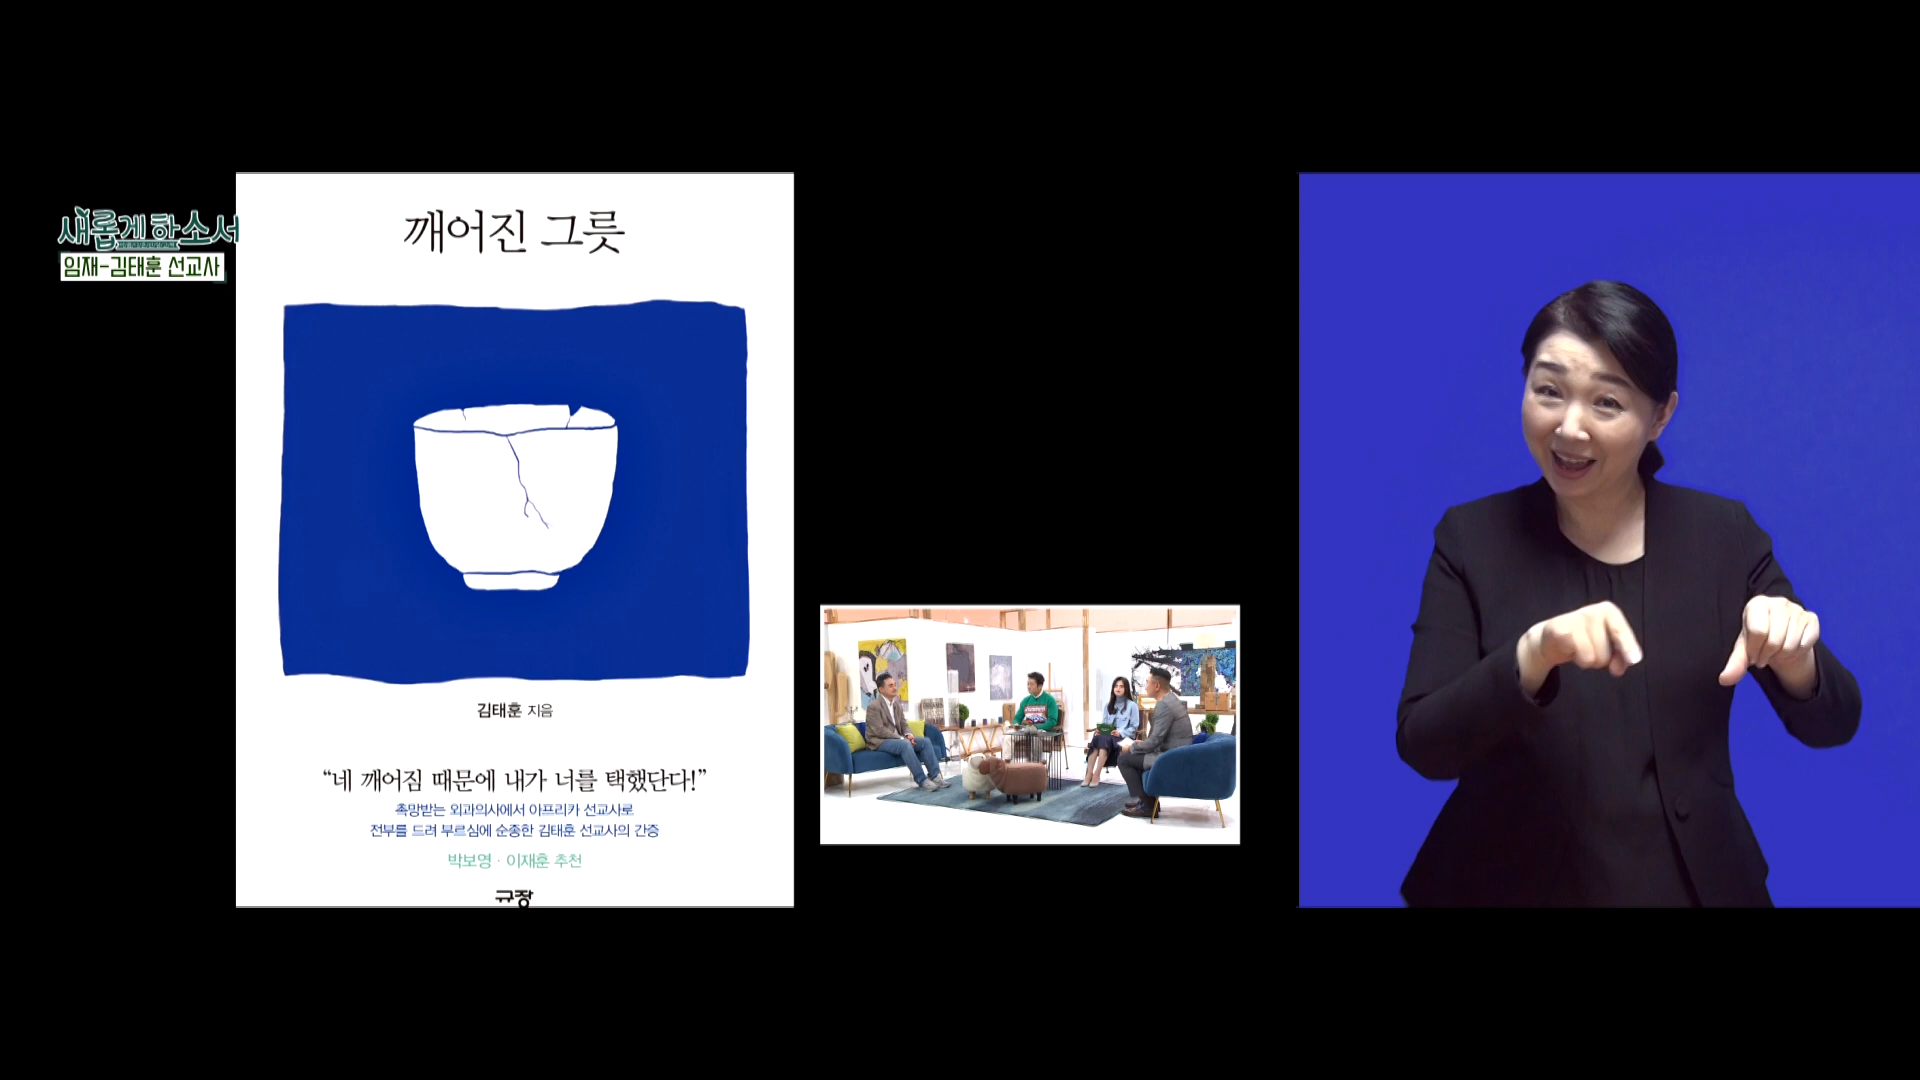 새롭게 하소서
임재-김태훈 선교사
깨어진 그릇
김태훈 지음
“네 깨어짐 때문에 내가 너를 택했단다!”
촉망받는 외과의사에서 아프리카 선교사로
전부를 드려 부르심에 순종한 김태훈 선교사의 간증
박보영 · 이재훈 추천
규장